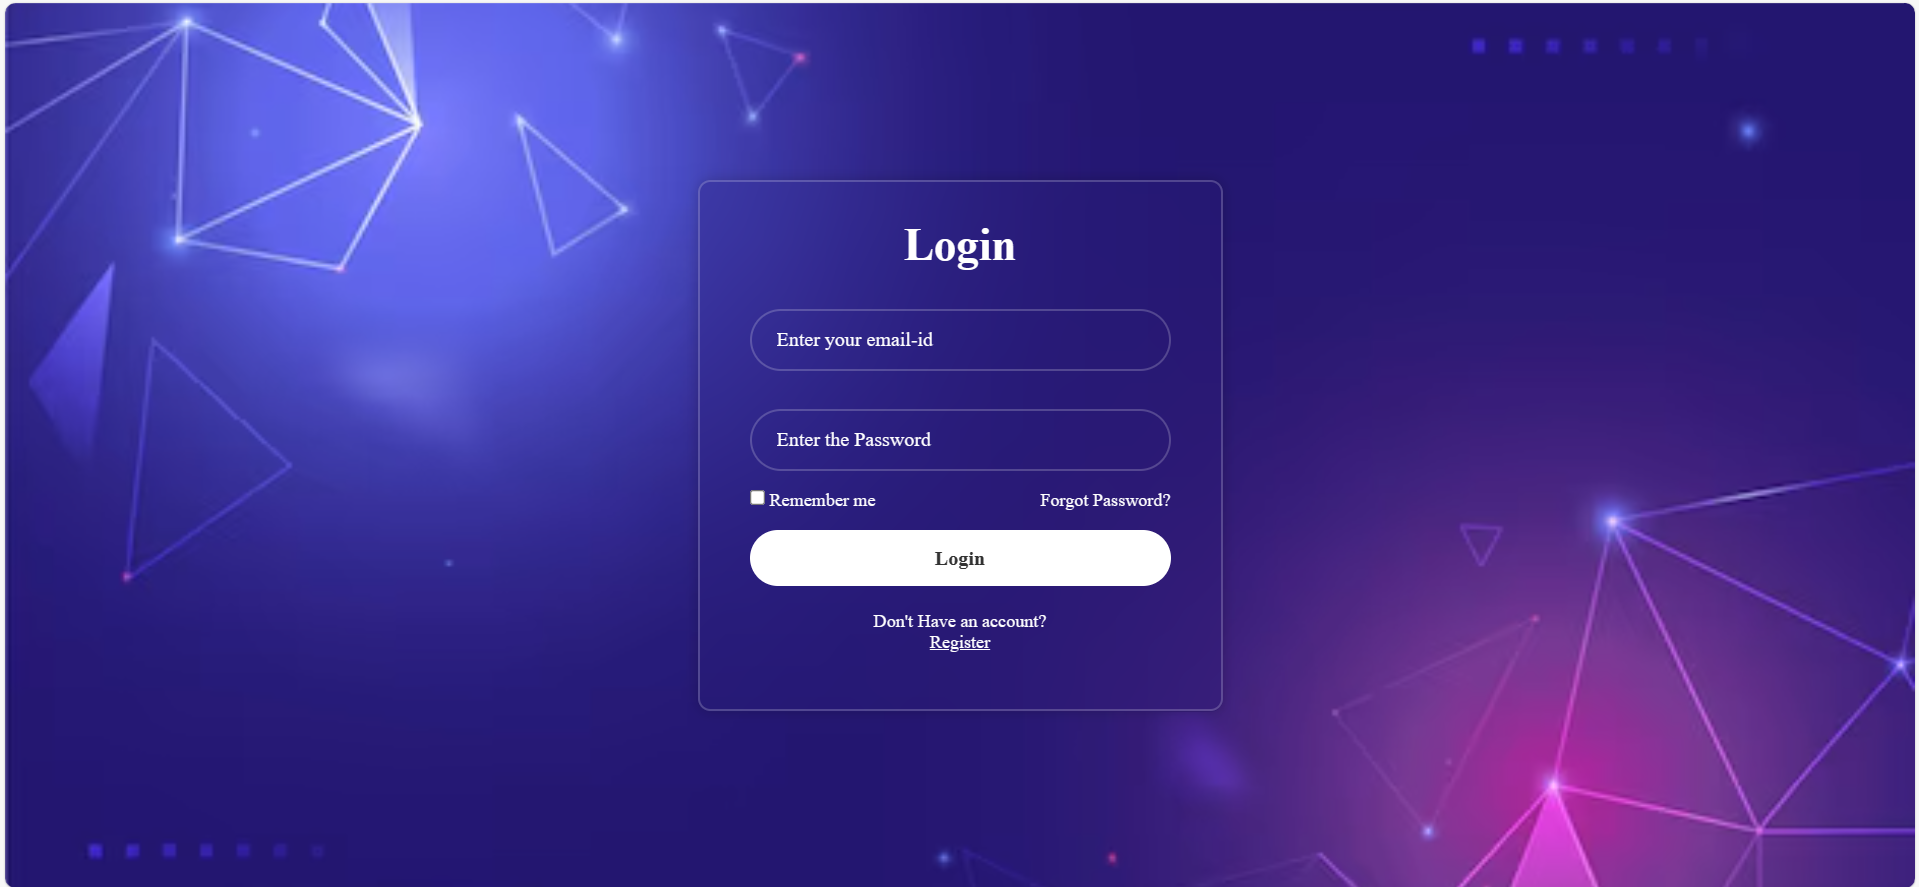 Login
Enter your email-id
Enter the Password
Remember me Forgot Password?
Login
Don't Have an account?
Register